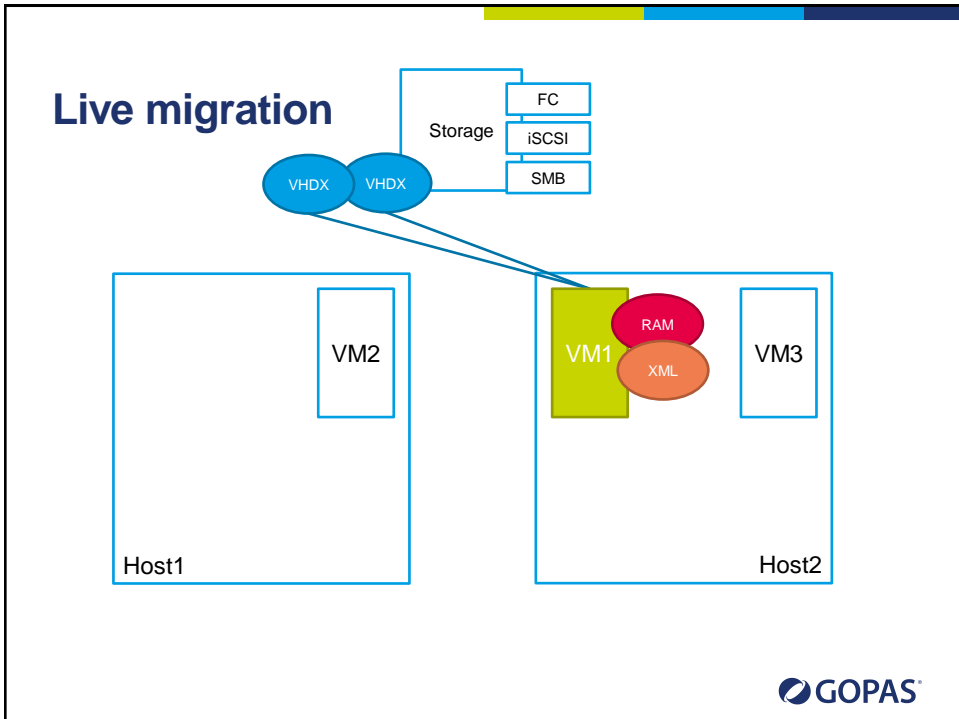 Live migration
Storage
FC
iSCSI
SMB
VHDX
VHDX
VM2
VM1
RAM
XML
VM3
Host1
Host2
GOPAS